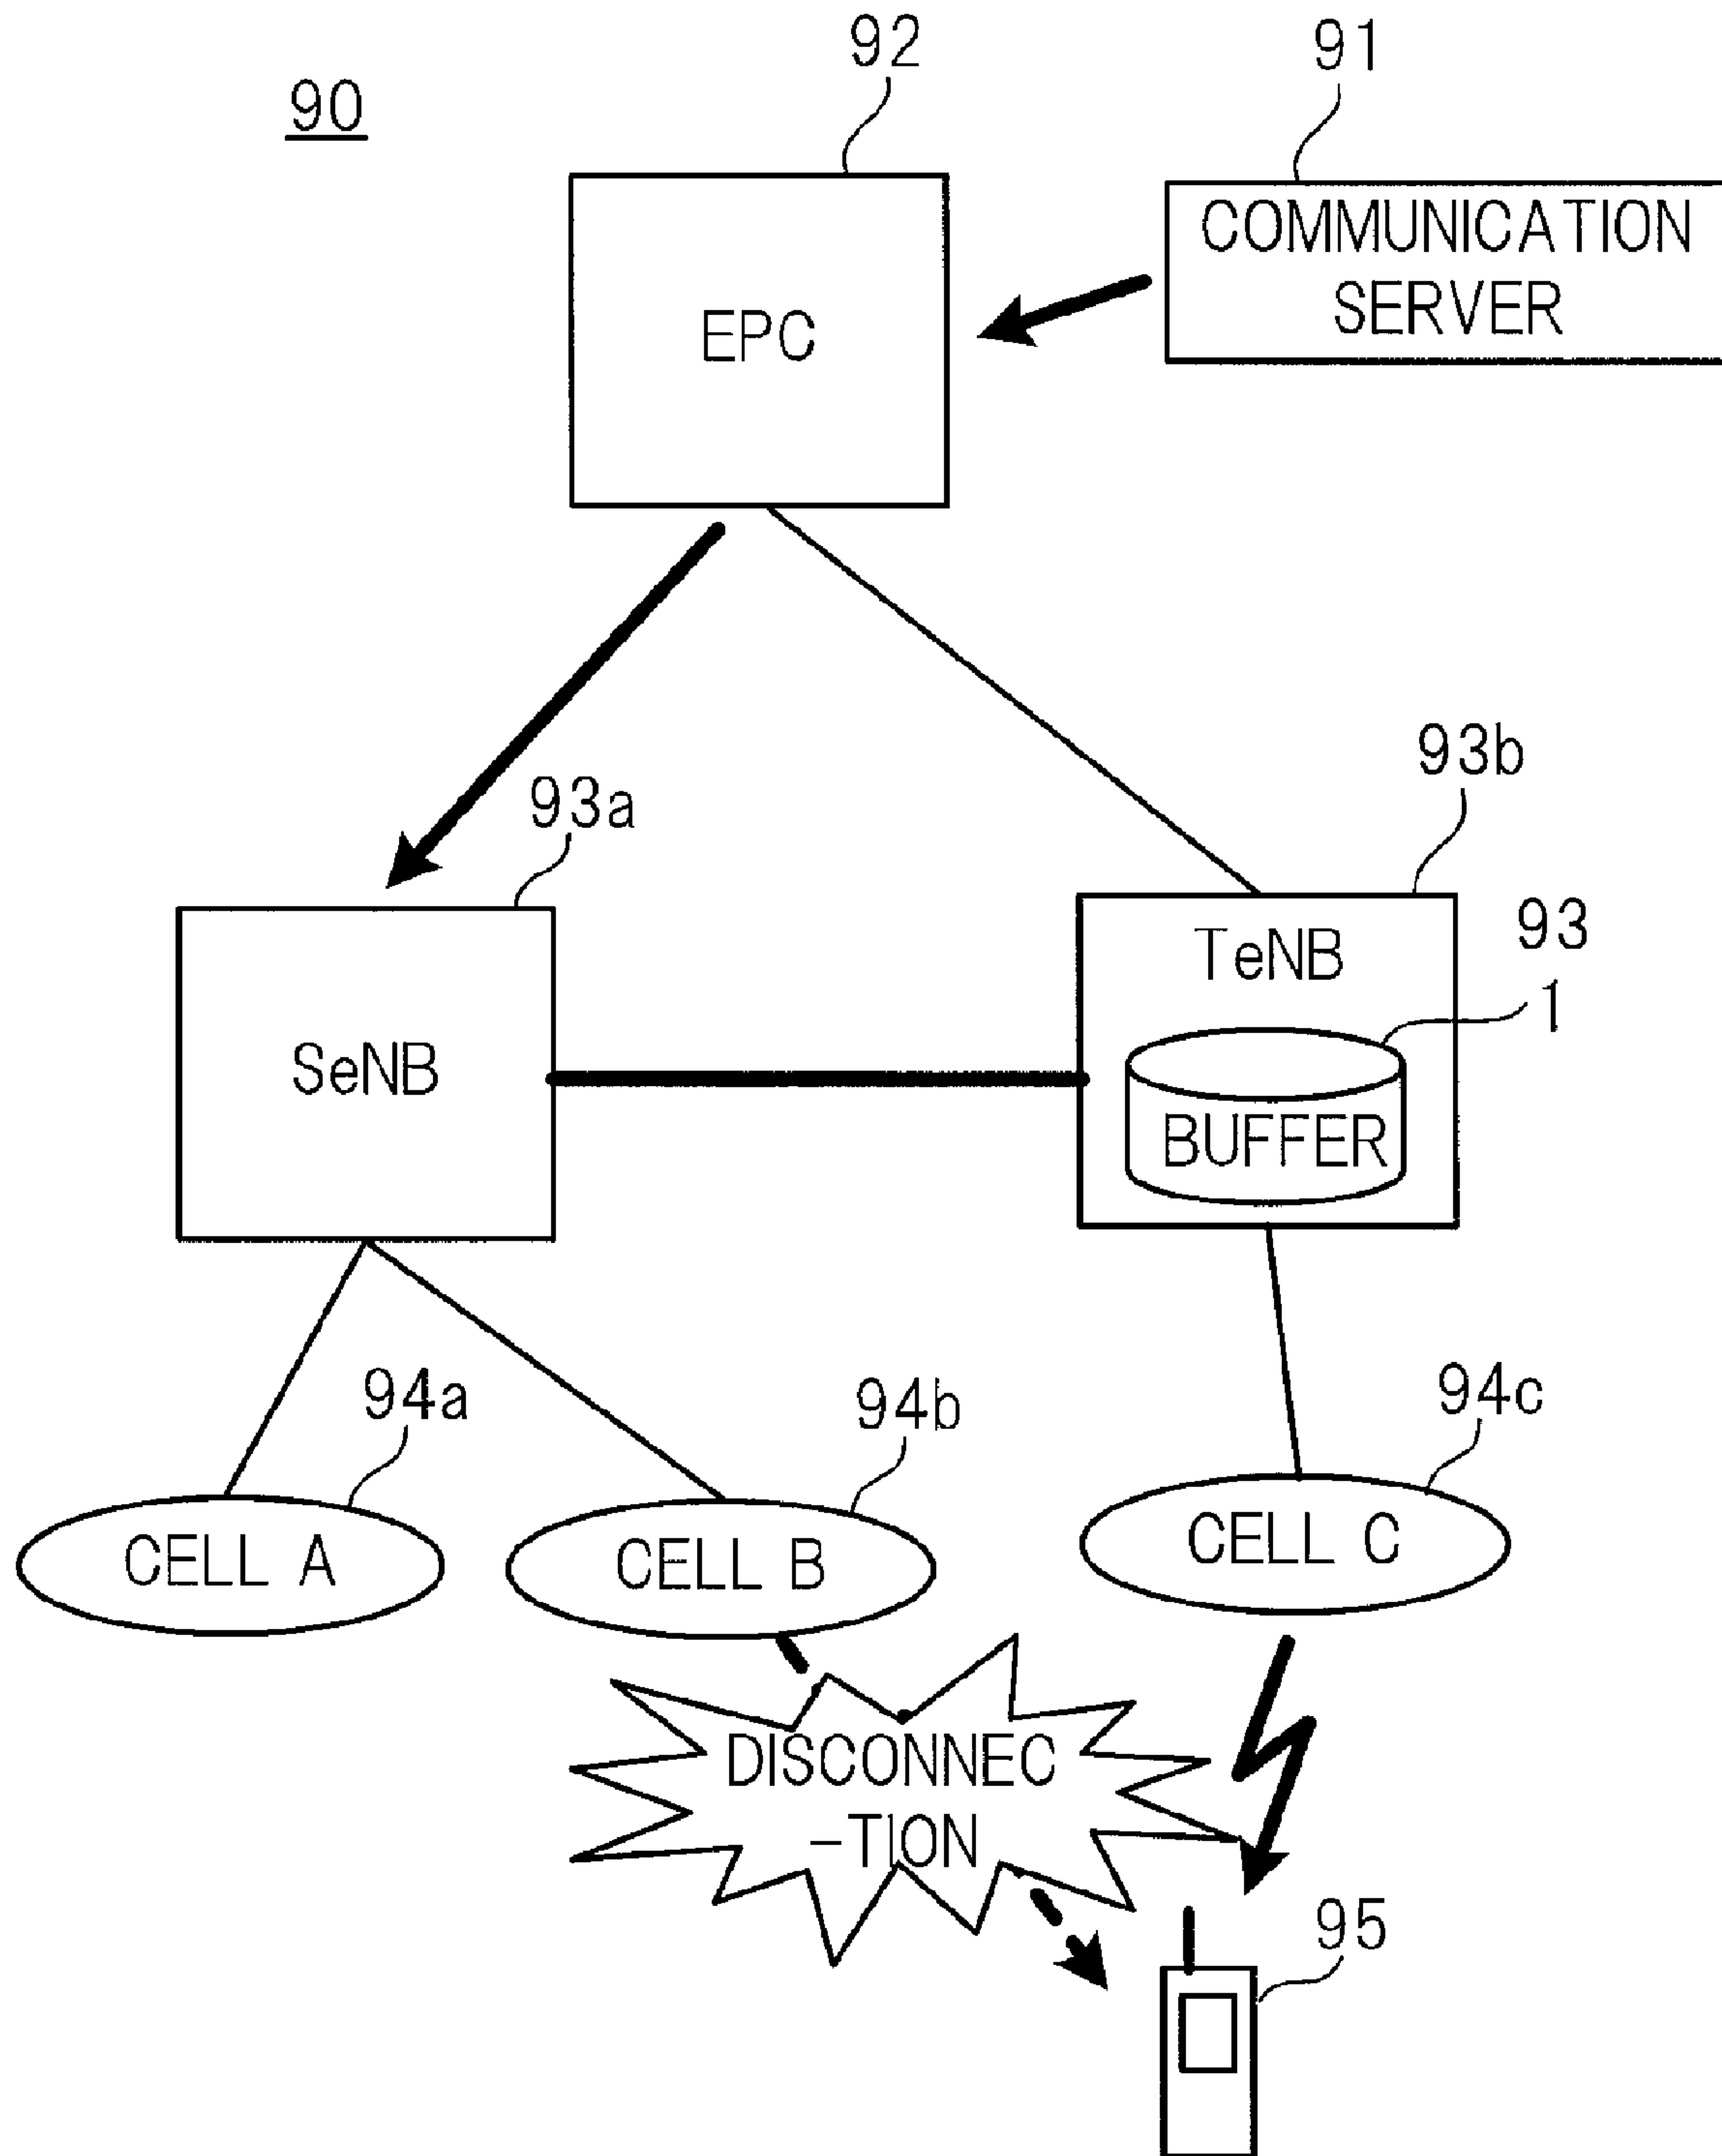 92
91
90
COMMUNICATION
SERVER
EPC
93b
93a
93
TeNB
1
SeNB
BUFFER
94a
94b
94c
CELL A
CELL B
CELL C
DISCONNEC
-TION
95